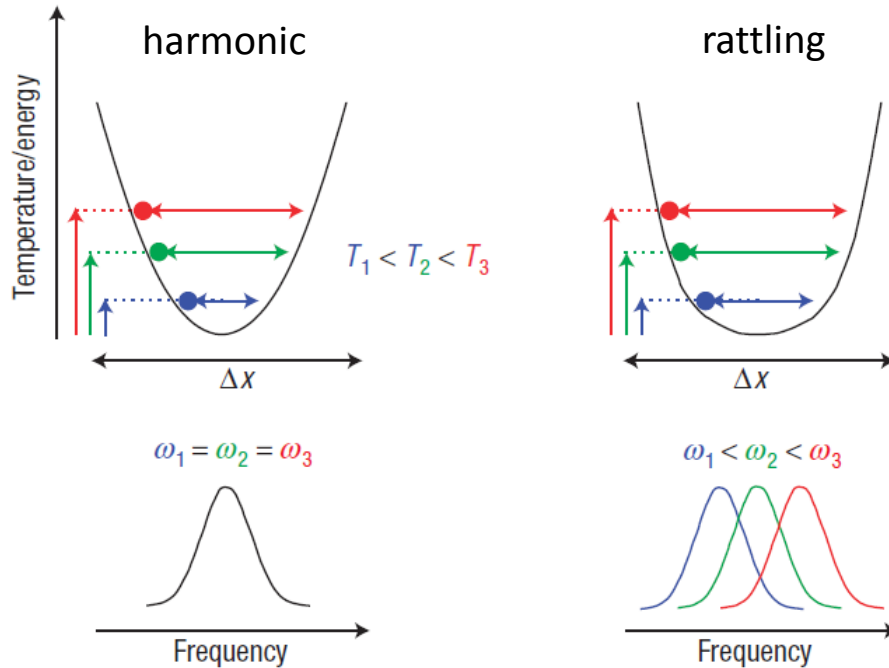 harmonic
rattling
Temperature/energy
T₁ < T₂ < T₃
Δx
Δx
ω₁ = ω₂ = ω₃
ω₁ < ω₂ < ω₃
Frequency
Frequency